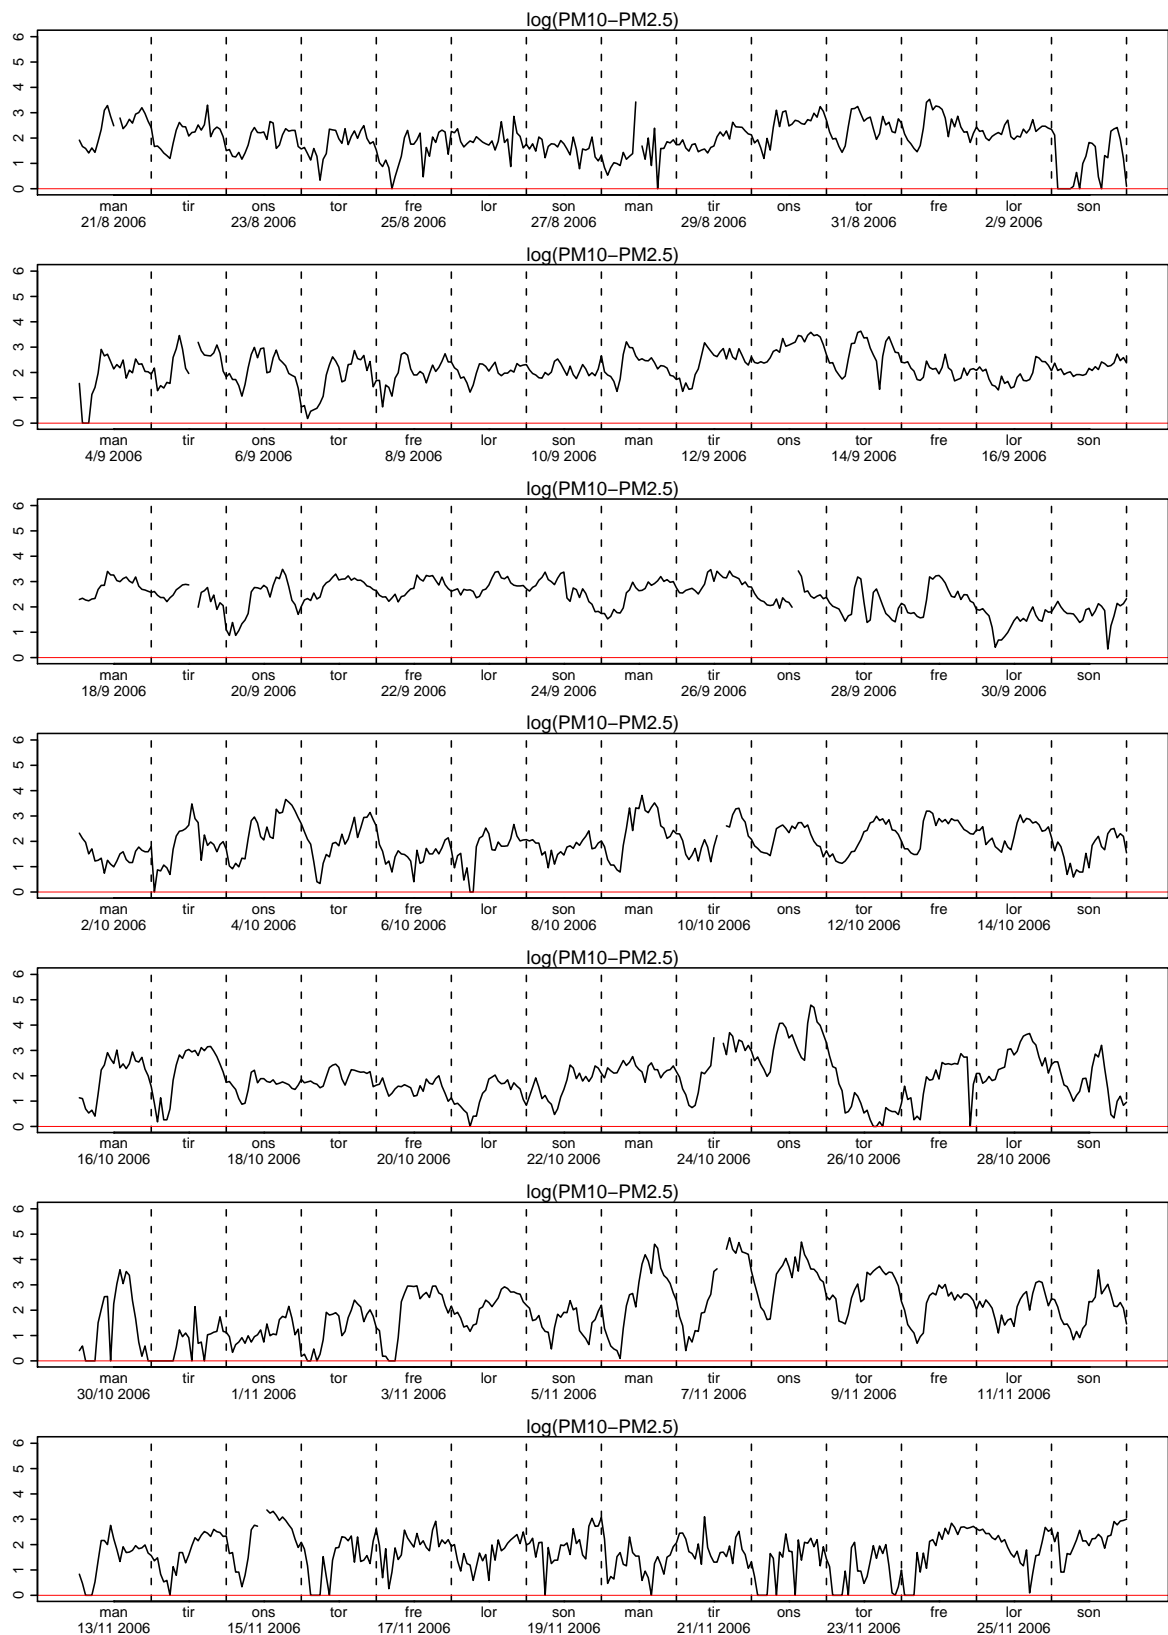 log(PM10−PM2.5)
6
5
4
3
2
1
0
man tir ons tor fre lor son man tir ons tor fre lor son
21/8 2006 23/8 2006 25/8 2006 27/8 2006 29/8 2006 31/8 2006 2/9 2006
log(PM10−PM2.5)
6
5
4
3
2
1
0
man tir ons tor fre lor son man tir ons tor fre lor son
4/9 2006 6/9 2006 8/9 2006 10/9 2006 12/9 2006 14/9 2006 16/9 2006
log(PM10−PM2.5)
6
5
4
3
2
1
0
man tir ons tor fre lor son man tir ons tor fre lor son
18/9 2006 20/9 2006 22/9 2006 24/9 2006 26/9 2006 28/9 2006 30/9 2006
log(PM10−PM2.5)
6
5
4
3
2
1
0
man tir ons tor fre lor son man tir ons tor fre lor son
2/10 2006 4/10 2006 6/10 2006 8/10 2006 10/10 2006 12/10 2006 14/10 2006
log(PM10−PM2.5)
6
5
4
3
2
1
0
man tir ons tor fre lor son man tir ons tor fre lor son
16/10 2006 18/10 2006 20/10 2006 22/10 2006 24/10 2006 26/10 2006 28/10 2006
log(PM10−PM2.5)
6
5
4
3
2
1
0
man tir ons tor fre lor son man tir ons tor fre lor son
30/10 2006 1/11 2006 3/11 2006 5/11 2006 7/11 2006 9/11 2006 11/11 2006
log(PM10−PM2.5)
6
5
4
3
2
1
0
man tir ons tor fre lor son man tir ons tor fre lor son
13/11 2006 15/11 2006 17/11 2006 19/11 2006 21/11 2006 23/11 2006 25/11 2006